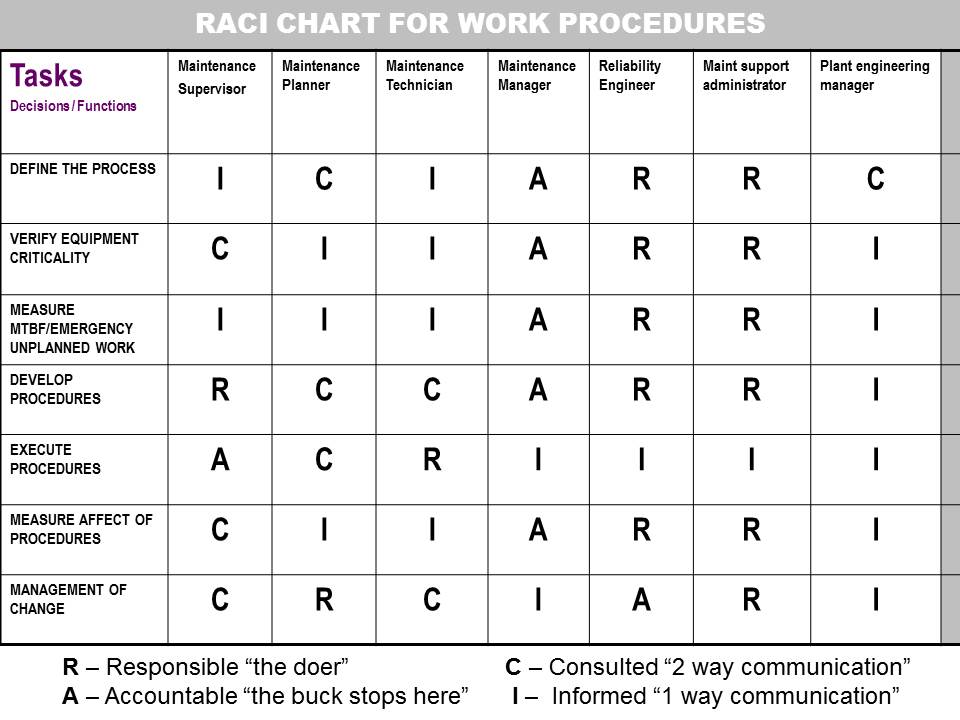 RACI CHART FOR WORK PROCEDURES
Tasks
Decisions / Functions
Maintenance
Supervisor
Maintenance
Planner
Maintenance
Technician
Maintenance
Manager
Reliability
Engineer
Maint support
administrator
Plant engineering
manager
DEFINE THE PROCESS
I C I A R R C
VERIFY EQUIPMENT
CRITICALITY
C I I A R R I
MEASURE
MTBF/EMERGENCY
UNPLANNED WORK
I I I A R R I
DEVELOP
PROCEDURES
R C C A R R I
EXECUTE
PROCEDURES
A C R I I I I
MEASURE AFFECT OF
PROCEDURES
C I I A R R I
MANAGEMENT OF
CHANGE
C R C I A R I
R – Responsible “the doer”
C – Consulted “2 way communication”
A – Accountable “the buck stops here”
I – Informed “1 way communication”